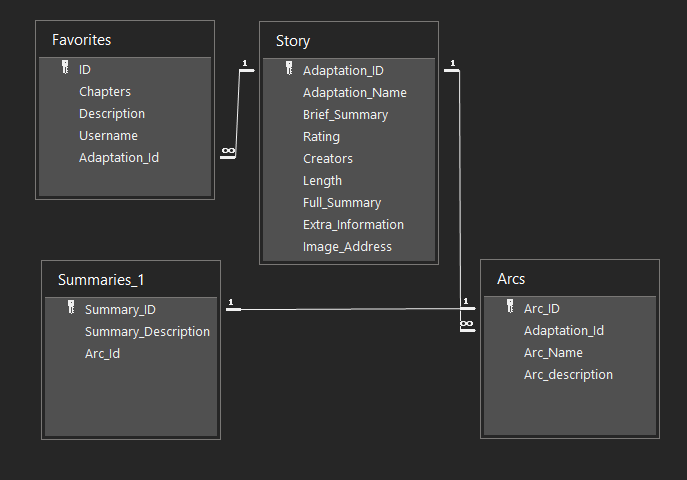 Favorites
ID
Chapters
Description
Username
Adaptation_Id
1
∞
Story
Adaptation_ID
Adaptation_Name
Brief_Summary
Rating
Creators
Length
Full_Summary
Extra_Information
Image_Address
1
Summaries_1
Summary_ID
Summary_Description
Arc_Id
1
1
∞
Arcs
Arc_ID
Adaptation_Id
Arc_Name
Arc_description